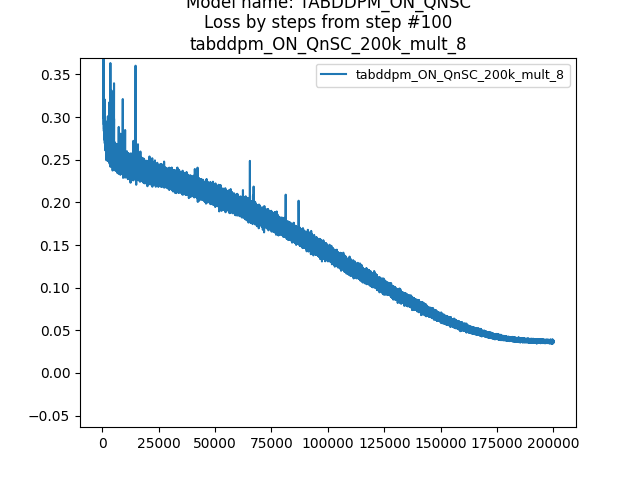 Model name: TABDDPM_ON_QNSC
Loss by steps from step #100
tabddpm_ON_QnSC_200k_mult_8
tabddpm_ON_QnSC_200k_mult_8
0.35
0.30
0.25
0.20
0.15
0.10
0.05
0.00
−0.05
0 25000 50000 75000 100000 125000 150000 175000 200000